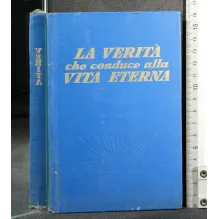 VERITÀ
LA VERITÀ
che conduce alla
VITA ETERNA